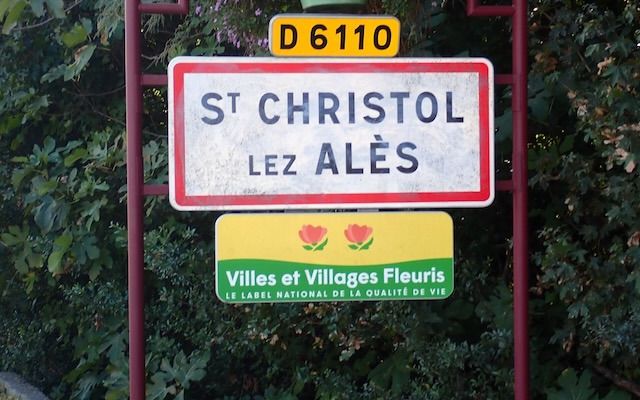 D 6110
ST CHRISTOL
LEZ ALÈS
Villes et Villages Fleuris
LE LABEL NATIONAL DE LA QUALITÉ DE VIE